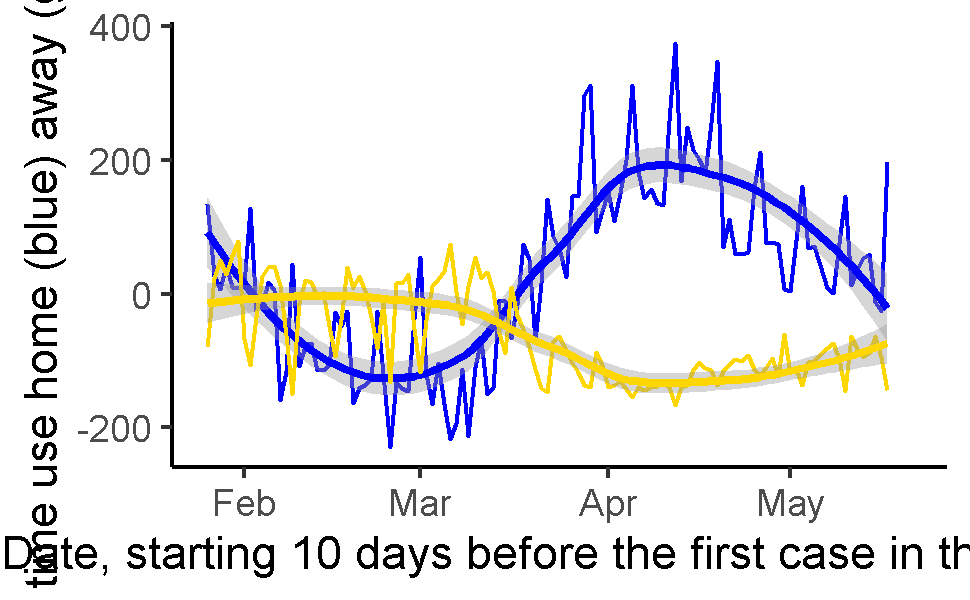 400
200
0
-200
time use home (blue) away (
Feb Mar Apr May
Date, starting 10 days before the first case in th